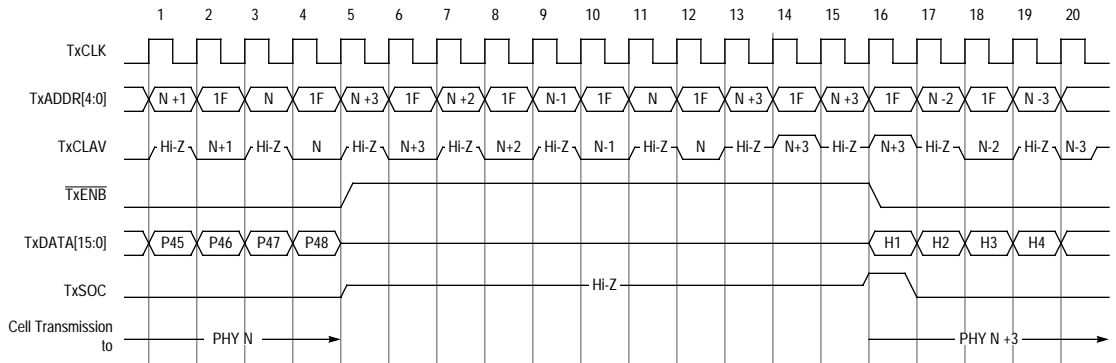 1 2 3 4 5 6 7 8 9 10 11 12 13 14 15 16 17 18 19 20
TxCLK
TxADDR[4:0] N +1 1F N 1F N +3 1F N +2 1F N-1 1F N 1F N +3 1F N +3 1F N -2 1F N -3
TxCLAV Hi-Z N+1 Hi-Z N Hi-Z N+3 Hi-Z N+2 Hi-Z N-1 Hi-Z N Hi-Z N+3 Hi-Z N+3 Hi-Z N-2 Hi-Z N-3
TxENB
TxDATA[15:0] P45 P46 P47 P48 H1 H2 H3 H4
TxSOC Hi-Z
Cell Transmission
to PHY N PHY N +3